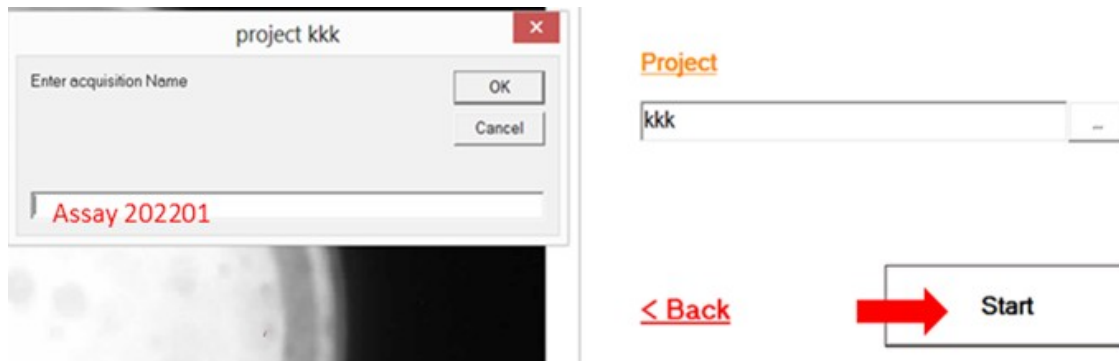 project kkk
Enter acquisition Name
OK
Cancel
Assay 202201
Project
kkk
...
< Back
Start